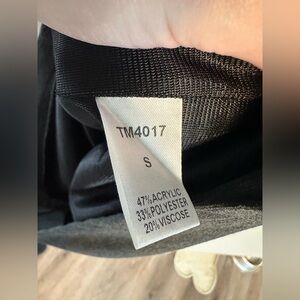 TM4017
S
47%ACRYLIC
33%POLYESTER
20%VISCOSE